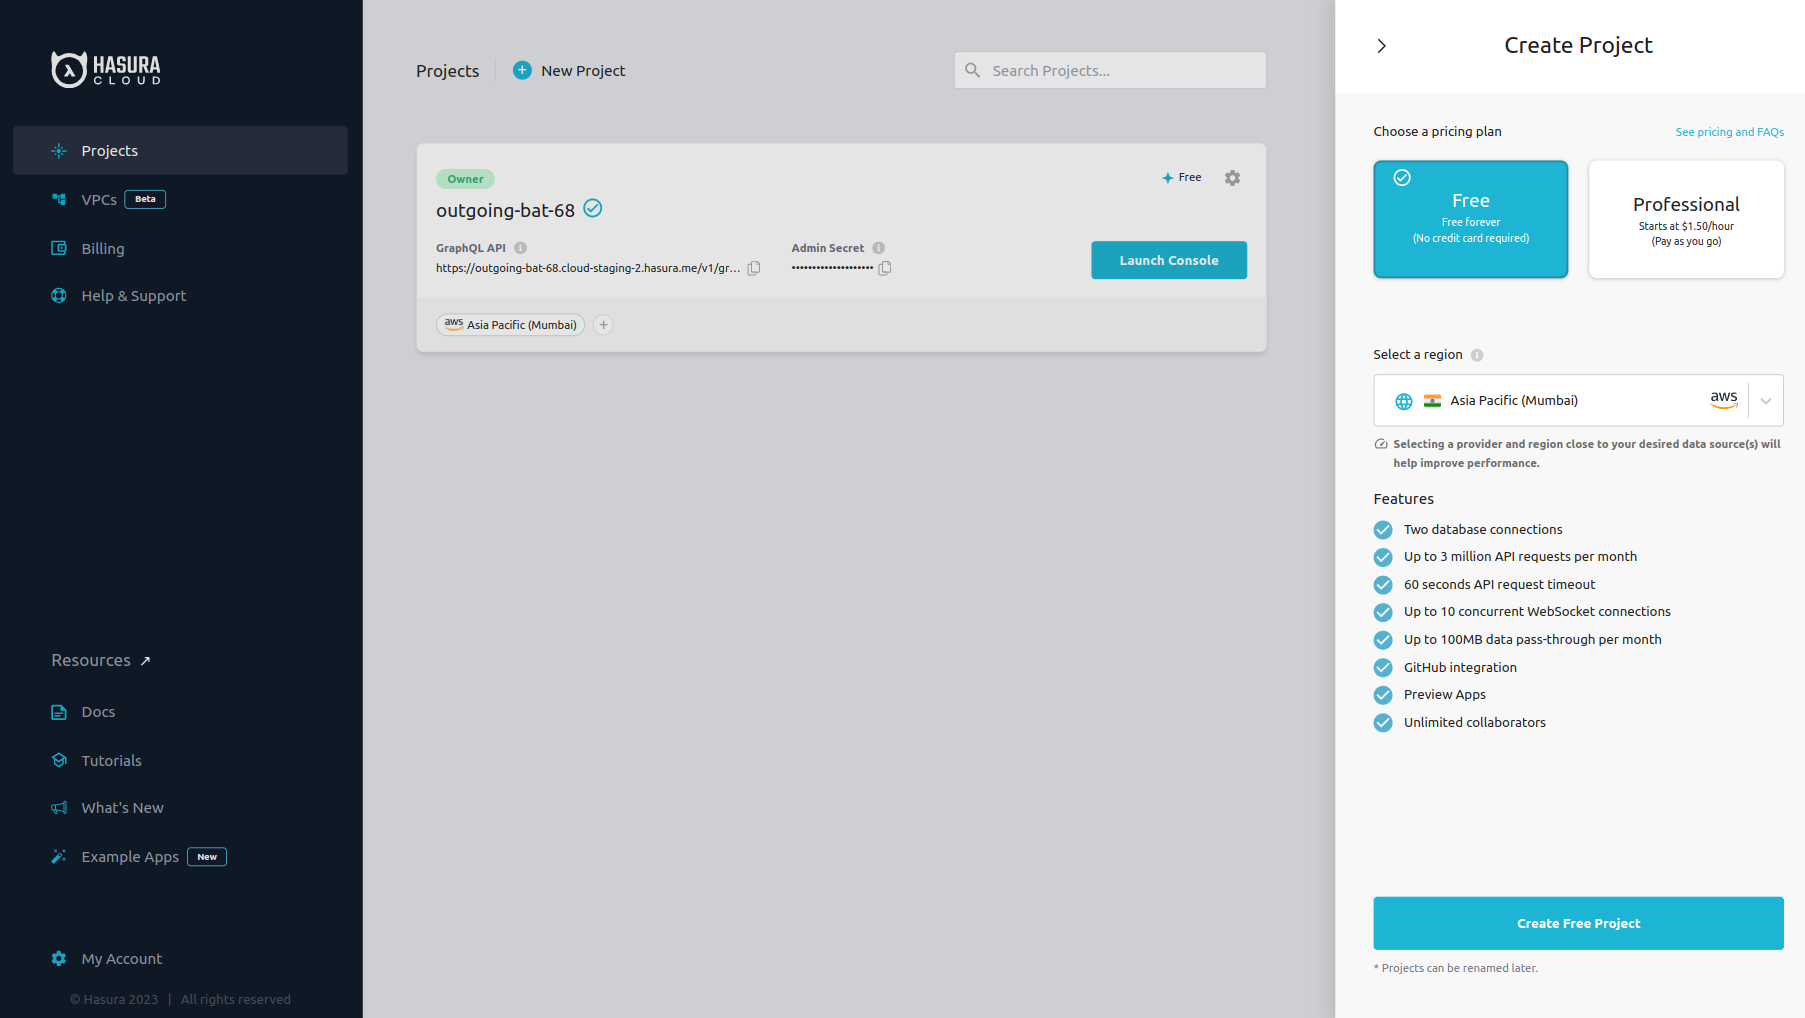 HASURA
CLOUD
Projects
VPCs Beta
Billing
Help & Support
Resources ↗
Docs
Tutorials
What's New
Example Apps New
My Account
© Hasura 2023 | All rights reserved
Projects
New Project
Search Projects...
Owner
Free
outgoing-bat-68
GraphQL API
https://outgoing-bat-68.cloud-staging-2.hasura.me/v1/gr...
Admin Secret
••••••••••••••••••••
Launch Console
aws Asia Pacific (Mumbai)
Create Project
Choose a pricing plan
See pricing and FAQs
Free
Free forever
(No credit card required)
Professional
Starts at $1.50/hour
(Pay as you go)
Select a region
Asia Pacific (Mumbai)
aws
Selecting a provider and region close to your desired data source(s) will
help improve performance.
Features
Two database connections
Up to 3 million API requests per month
60 seconds API request timeout
Up to 10 concurrent WebSocket connections
Up to 100MB data pass-through per month
GitHub integration
Preview Apps
Unlimited collaborators
Create Free Project
* Projects can be renamed later.